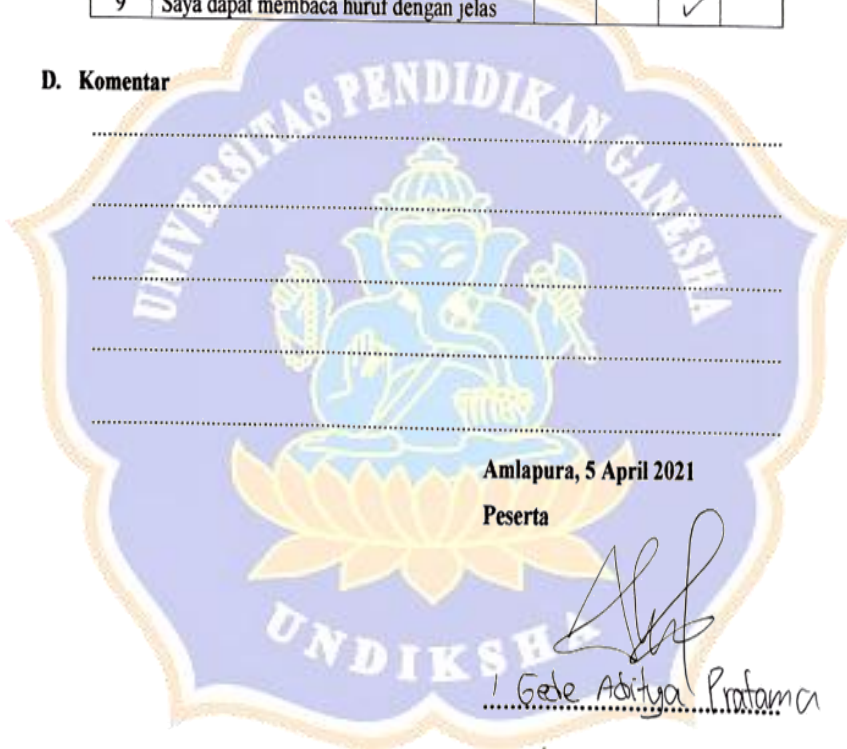 9 Saya dapat membaca huruf dengan jelas ✓
D. Komentar
UNIVERSITAS PENDIDIKAN GANESHA
Amlapura, 5 April 2021
Peserta
UNDIKSHA
I Gede Aditya Pratama